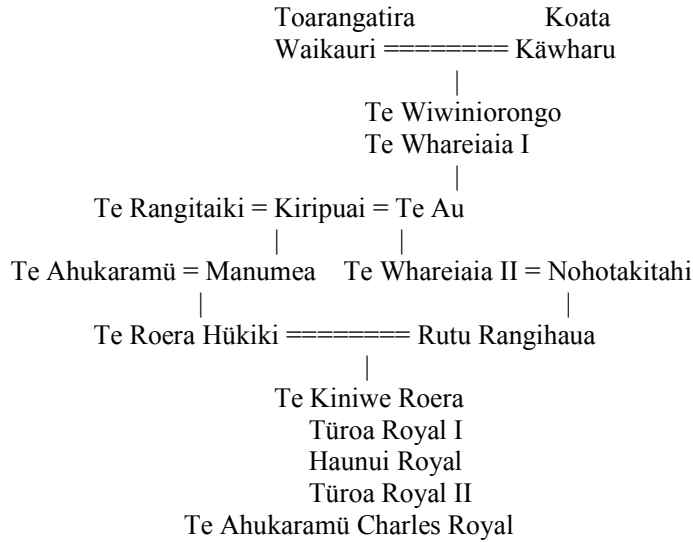 Toarangatira Koata
Waikauri ======== Käwharu
|
Te Wiwiniorongo
Te Whareiaia I
|
Te Rangitaiki = Kiripuai = Te Au
| |
Te Ahukaramü = Manumea Te Whareiaia II = Nohotakitahi
| |
Te Roera Hükiki ======== Rutu Rangihaua
|
Te Kiniwe Roera
Türoa Royal I
Haunui Royal
Türoa Royal II
Te Ahukaramü Charles Royal